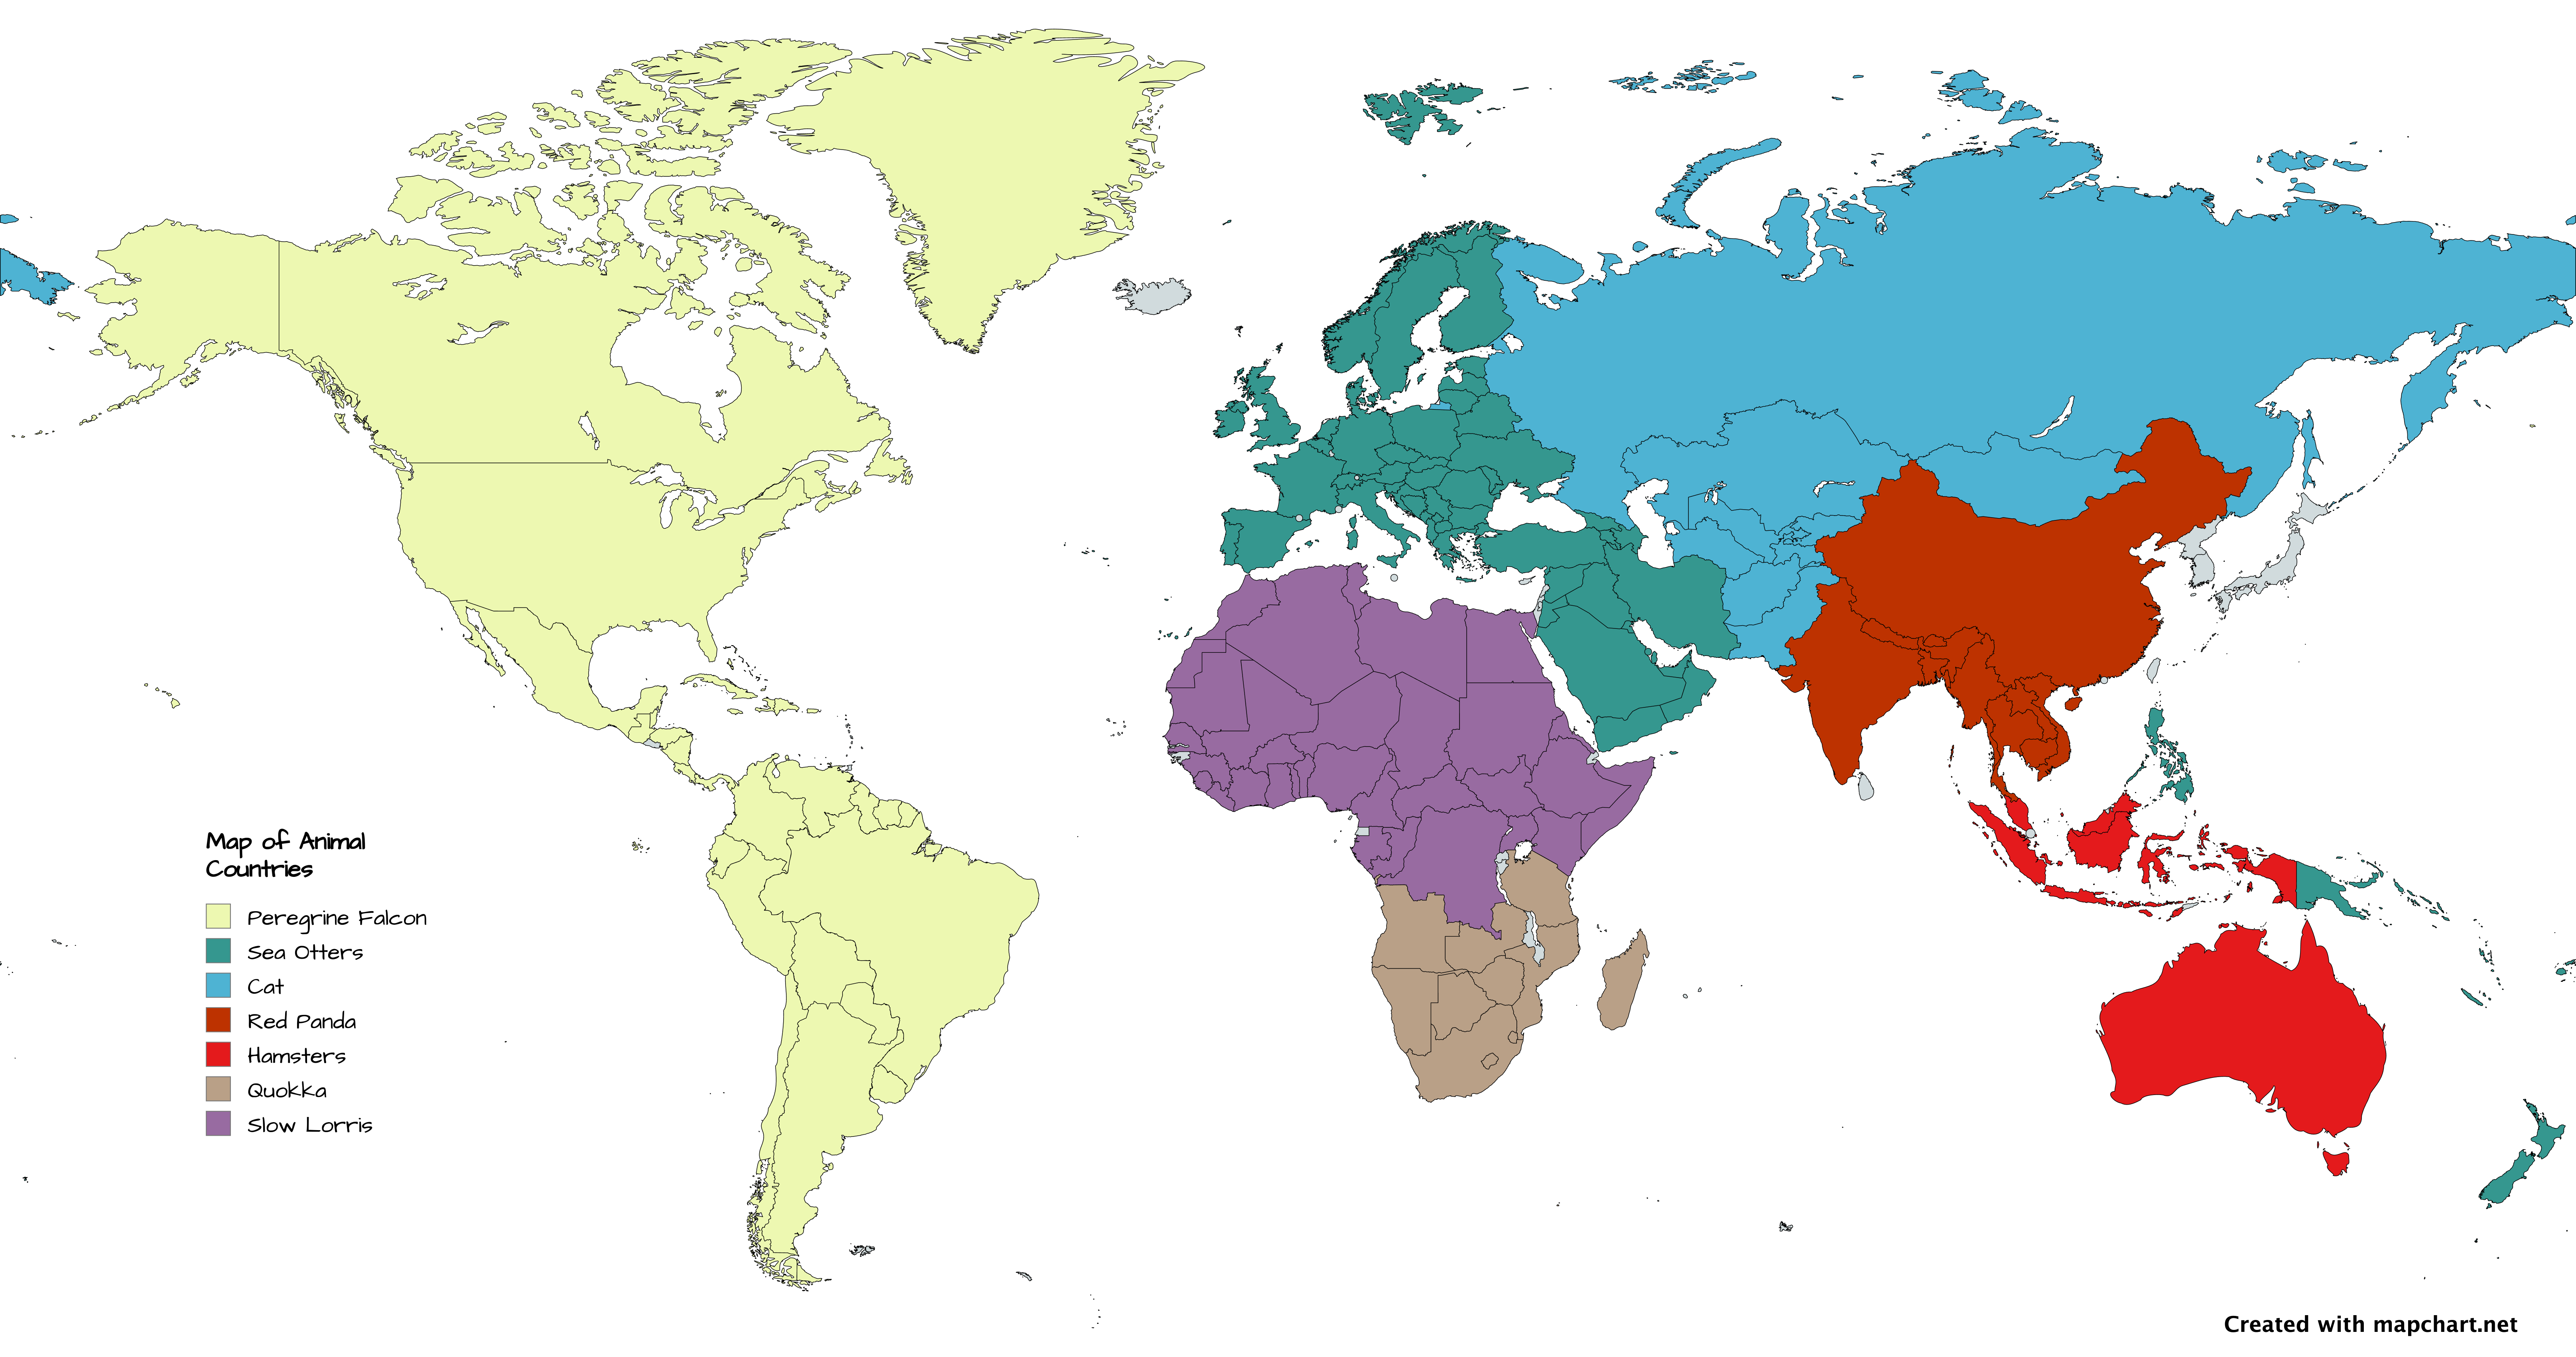 Map of Animal
Countries
Peregrine Falcon
Sea Otters
Cat
Red Panda
Hamsters
Quokka
Slow Lorris
Created with mapchart.net